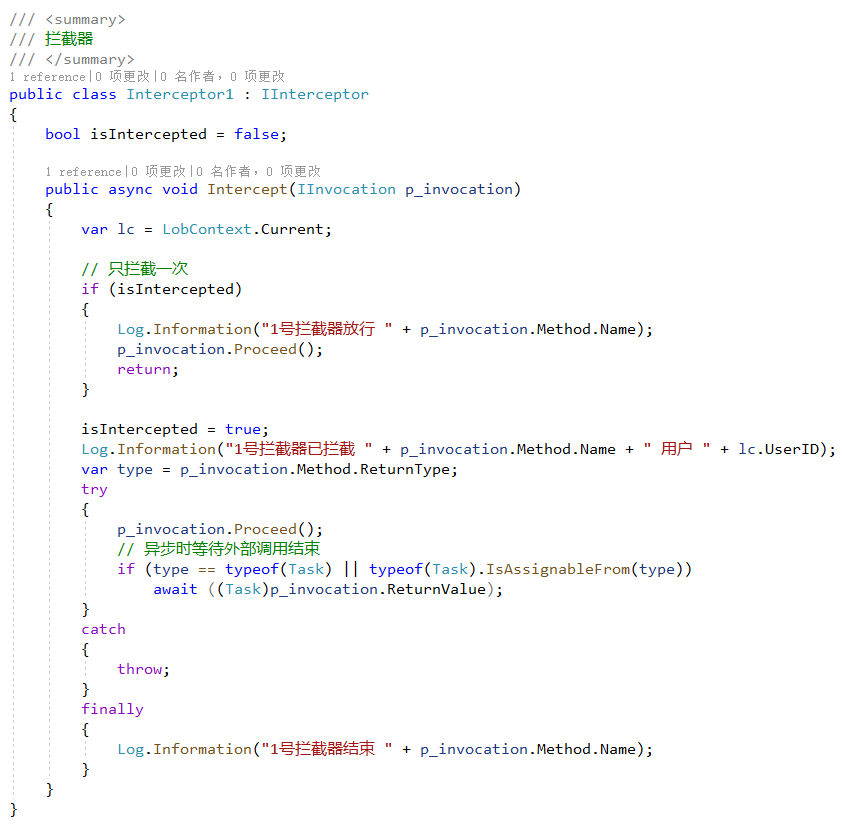 /// <summary>
/// 拦截器
/// </summary>
1 reference|0 项更改|0 名作者，0 项更改
public class Interceptor1 : IInterceptor
{
    bool isIntercepted = false;
    1 reference|0 项更改|0 名作者，0 项更改
    public async void Intercept(IInvocation p_invocation)
    {
        var lc = LobContext.Current;
        // 只拦截一次
        if (isIntercepted)
        {
            Log.Information("1号拦截器放行 " + p_invocation.Method.Name);
            p_invocation.Proceed();
            return;
        }
        isIntercepted = true;
        Log.Information("1号拦截器已拦截 " + p_invocation.Method.Name + " 用户 " + lc.UserID);
        var type = p_invocation.Method.ReturnType;
        try
        {
            p_invocation.Proceed();
            // 异步时等待外部调用结束
            if (type == typeof(Task) || typeof(Task).IsAssignableFrom(type))
                await ((Task)p_invocation.ReturnValue);
        }
        catch
        {
            throw;
        }
        finally
        {
            Log.Information("1号拦截器结束 " + p_invocation.Method.Name);
        }
    }
}